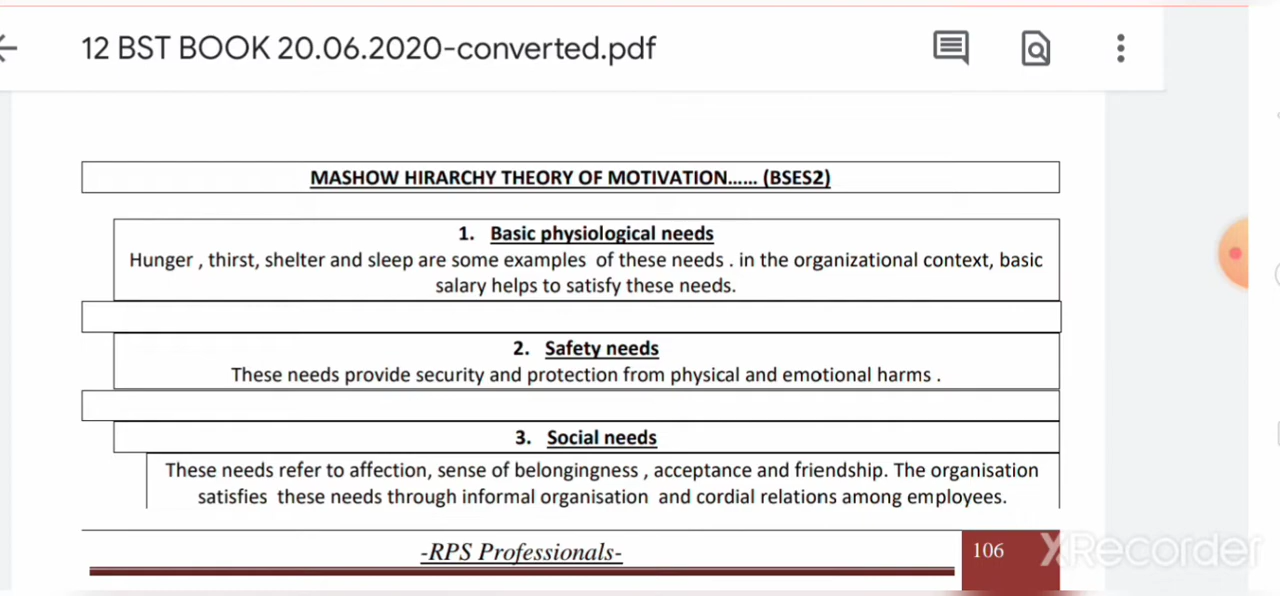 12 BST BOOK 20.06.2020-converted.pdf
MASHOW HIRARCHY THEORY OF MOTIVATION...... (BSES2)
1. Basic physiological needs
Hunger , thirst, shelter and sleep are some examples of these needs . in the organizational context, basic
salary helps to satisfy these needs.
2. Safety needs
These needs provide security and protection from physical and emotional harms .
3. Social needs
These needs refer to affection, sense of belongingness , acceptance and friendship. The organisation
satisfies these needs through informal organisation and cordial relations among employees.
-RPS Professionals-
106
XRecorder